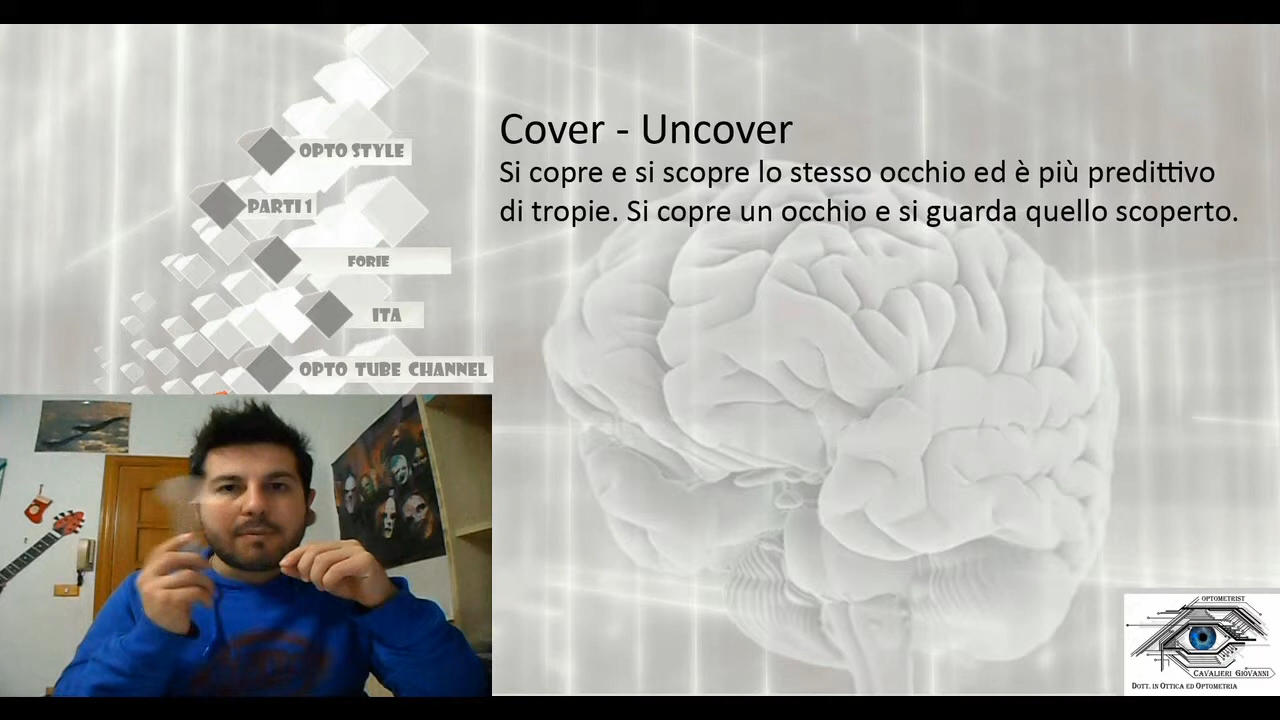 Cover - Uncover
Si copre e si scopre lo stesso occhio ed è più predittivo
di tropie. Si copre un occhio e si guarda quello scoperto.
OPTO STYLE
PARTI 1
FORIE
ITA
OPTO TUBE CHANNEL
OPTOMETRIST
CAVALIERI GIOVANNI
DOTT. IN OTTICA ED OPTOMETRIA